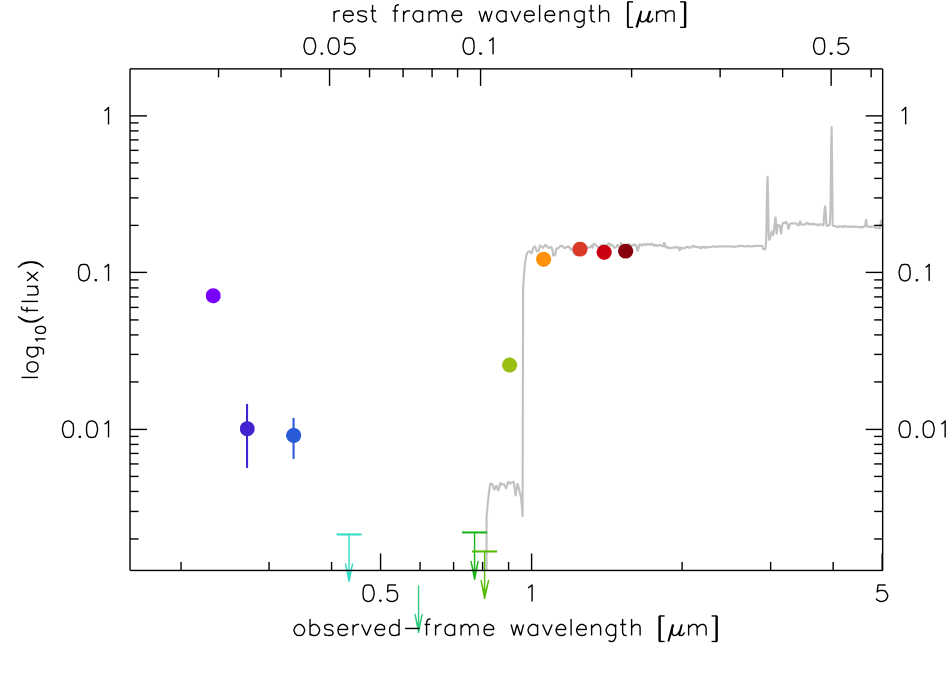 rest frame wavelength [μm]
0.05 0.1 0.5
1 1
0.1 0.1
log10(flux)
0.01 0.01
0.5 1 5
observed-frame wavelength [μm]